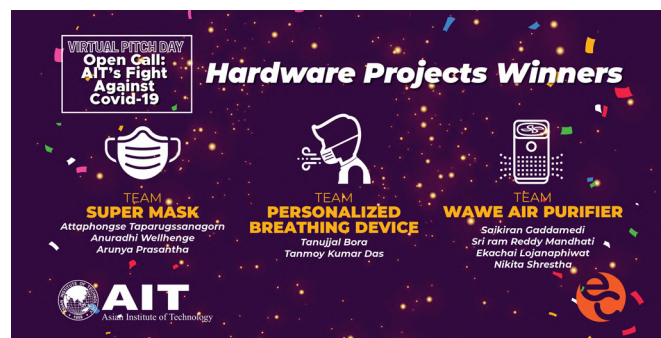 VIRTUAL PITCH DAY
Open Call:
AIT's Fight
Against
Covid-19
Hardware Projects Winners
TEAM
SUPER MASK
Attaphongse Taparugssanagorn
Anuradhi Wellhenge
Arunya Prasantha
TEAM
PERSONALIZED
BREATHING DEVICE
Tanujjal Bora
Tanmoy Kumar Das
TEAM
WAWE AIR PURIFIER
Saikiran Gaddamedi
Sri ram Reddy Mandhati
Ekachai Lojanaphiwat
Nikita Shrestha
AIT
Asian Institute of Technology